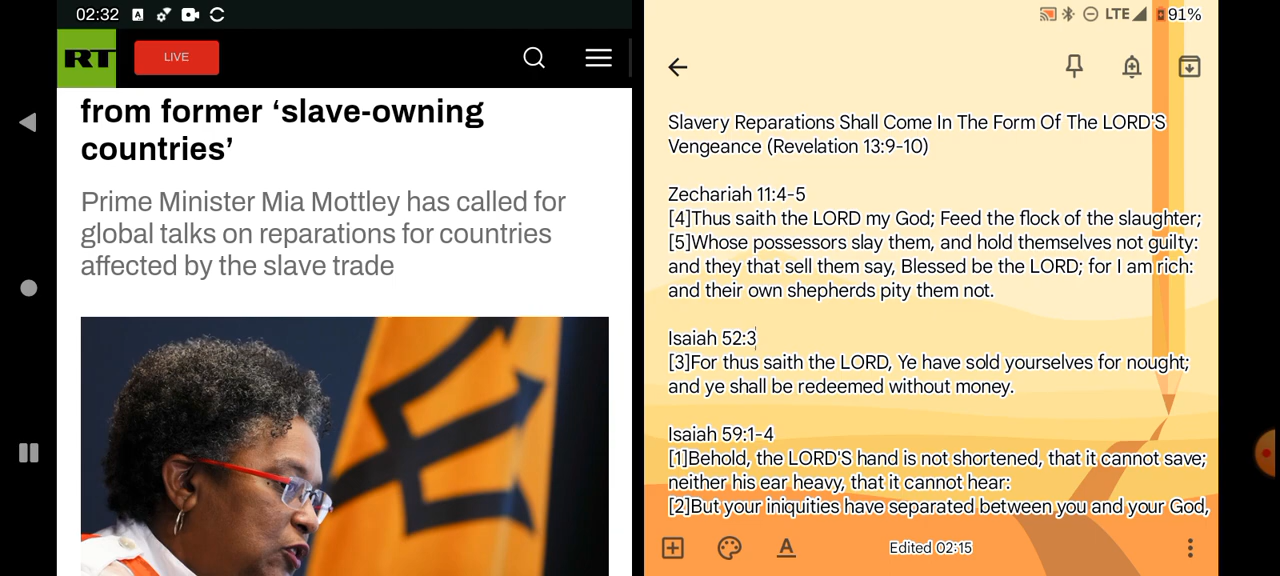 02:32
RT
LIVE
from former ‘slave-owning
countries’
Prime Minister Mia Mottley has called for
global talks on reparations for countries
affected by the slave trade
LTE
91%
Slavery Reparations Shall Come In The Form Of The LORD'S
Vengeance (Revelation 13:9-10)
Zechariah 11:4-5
[4]Thus saith the LORD my God; Feed the flock of the slaughter;
[5]Whose possessors slay them, and hold themselves not guilty:
and they that sell them say, Blessed be the LORD; for I am rich:
and their own shepherds pity them not.
Isaiah 52:3
[3]For thus saith the LORD, Ye have sold yourselves for nought;
and ye shall be redeemed without money.
Isaiah 59:1-4
[1]Behold, the LORD'S hand is not shortened, that it cannot save;
neither his ear heavy, that it cannot hear:
[2]But your iniquities have separated between you and your God,
A
Edited 02:15